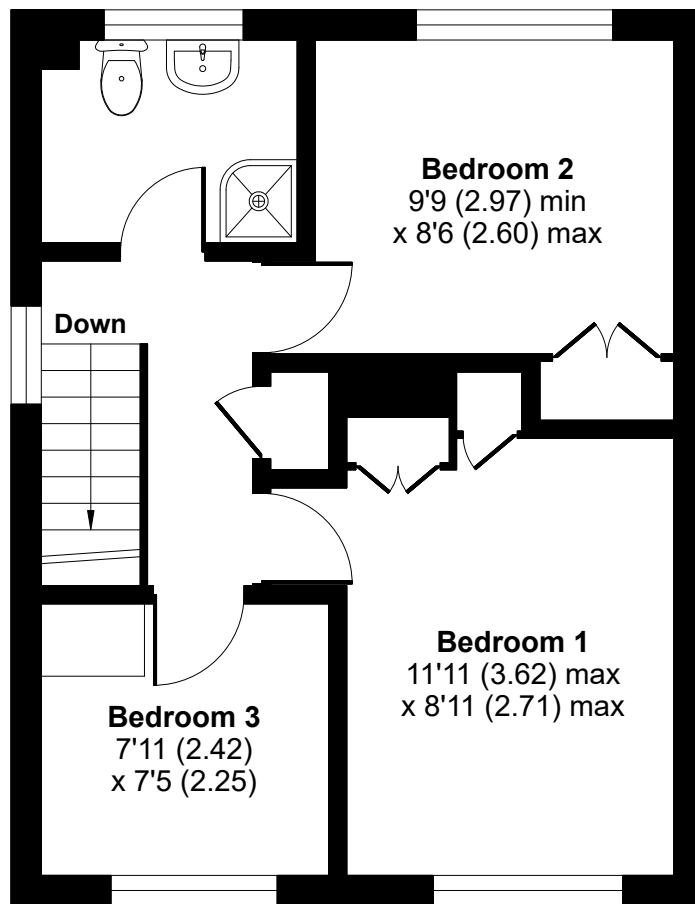 Bedroom 2
9'9 (2.97) min
x 8'6 (2.60) max
Down
Bedroom 1
11'11 (3.62) max
x 8'11 (2.71) max
Bedroom 3
7'11 (2.42)
x 7'5 (2.25)